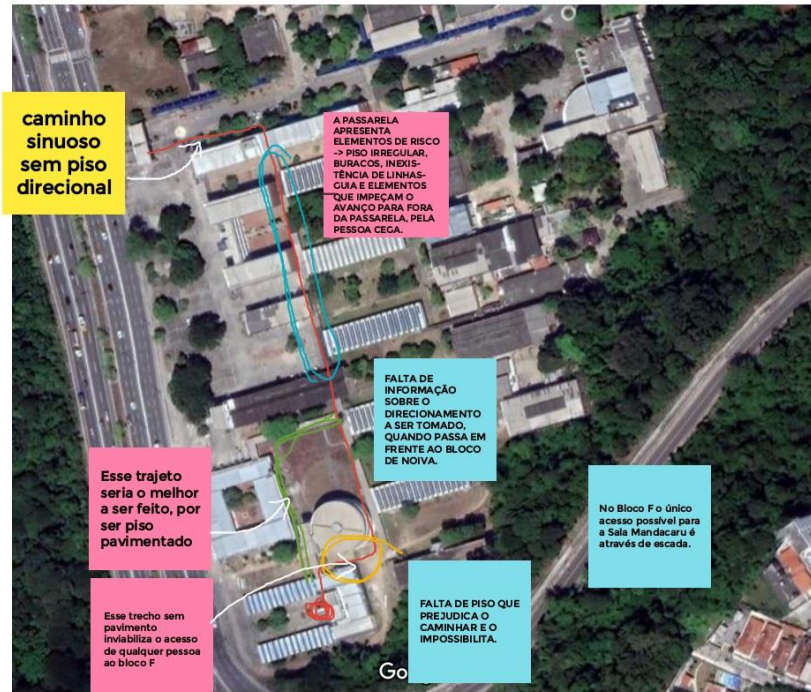 caminho
sinuoso
sem piso
direcional
A PASSARELA
APRESENTA
ELEMENTOS DE RISCO
-> PISO IRREGULAR,
BURACOS, INEXIS-
TÊNCIA DE LINHAS-
GUIA E ELEMENTOS
QUE IMPEÇAM O
AVANÇO PARA FORA
DA PASSARELA, PELA
PESSOA CEGA.
FALTA DE
INFORMAÇÃO
SOBRE O
DIRECIONAMENTO
A SER TOMADO,
QUANDO PASSA EM
FRENTE AO BLOCO
DE NOIVA.
Esse trajeto
seria o melhor
a ser feito, por
ser piso
pavimentado
No Bloco F o único
acesso possível para
a Sala Mandacaru é
através de escada.
Esse trecho sem
pavimento
inviabiliza o acesso
de qualquer pessoa
ao bloco F
FALTA DE PISO QUE
PREJUDICA O
CAMINHAR E O
IMPOSSIBILITA.
Go